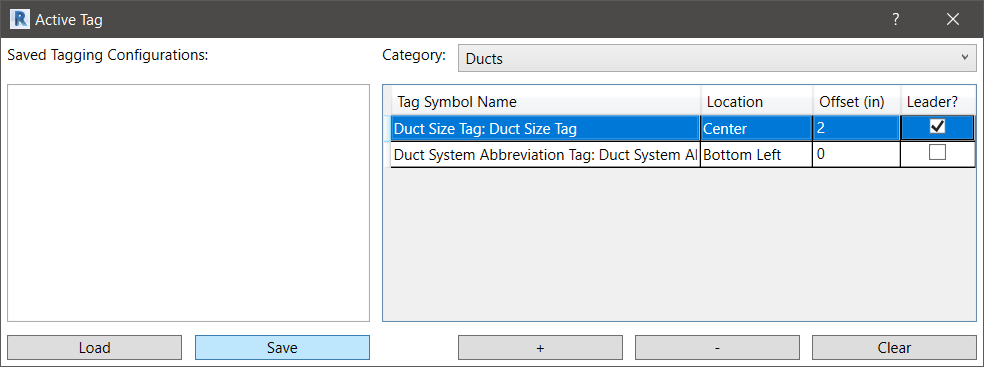 Active Tag
?
Saved Tagging Configurations:
Category: Ducts
Tag Symbol Name Location Offset (in) Leader?
Duct Size Tag: Duct Size Tag Center 2
Duct System Abbreviation Tag: Duct System Al Bottom Left 0
Load Save + - Clear